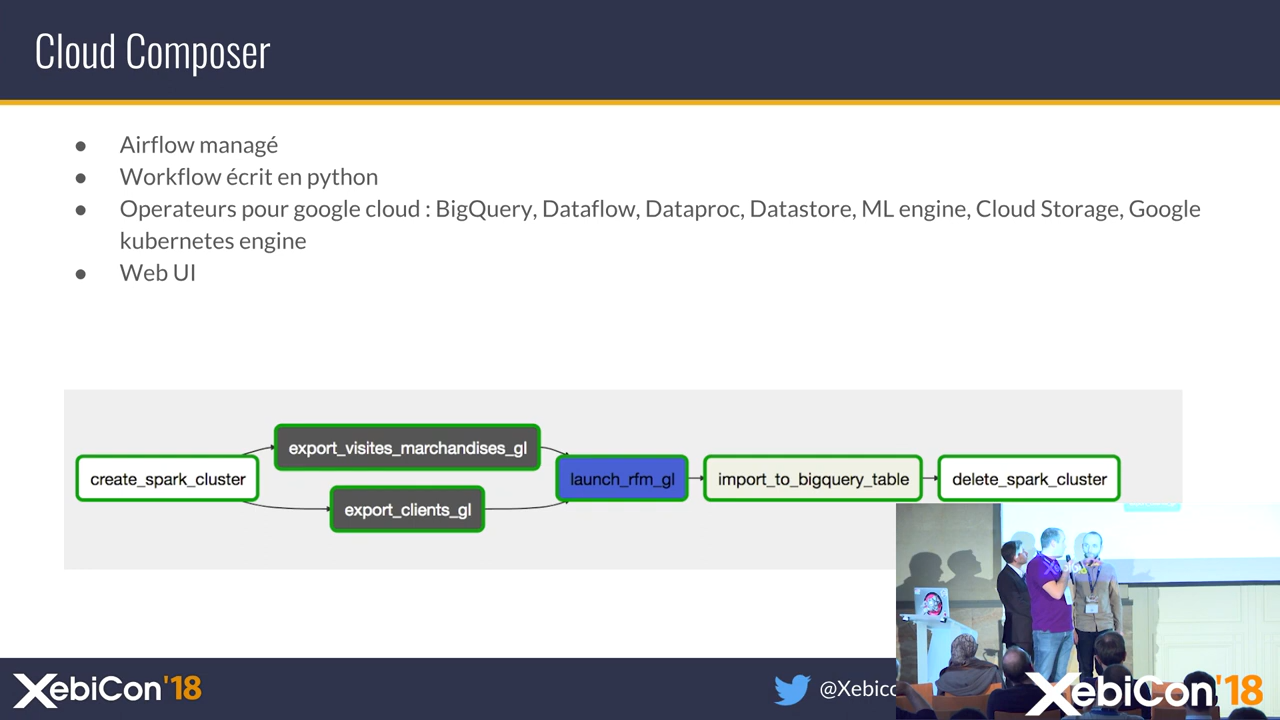 Cloud Composer
● Airflow managé
● Workflow écrit en python
● Operateurs pour google cloud : BigQuery, Dataflow, Dataproc, Datastore, ML engine, Cloud Storage, Google
kubernetes engine
● Web UI
export_visites_marchandises_gl
create_spark_cluster
launch_rfm_gl
import_to_bigquery_table
delete_spark_cluster
export_clients_gl
XebiCon'18
@Xebico
XebiCon'18